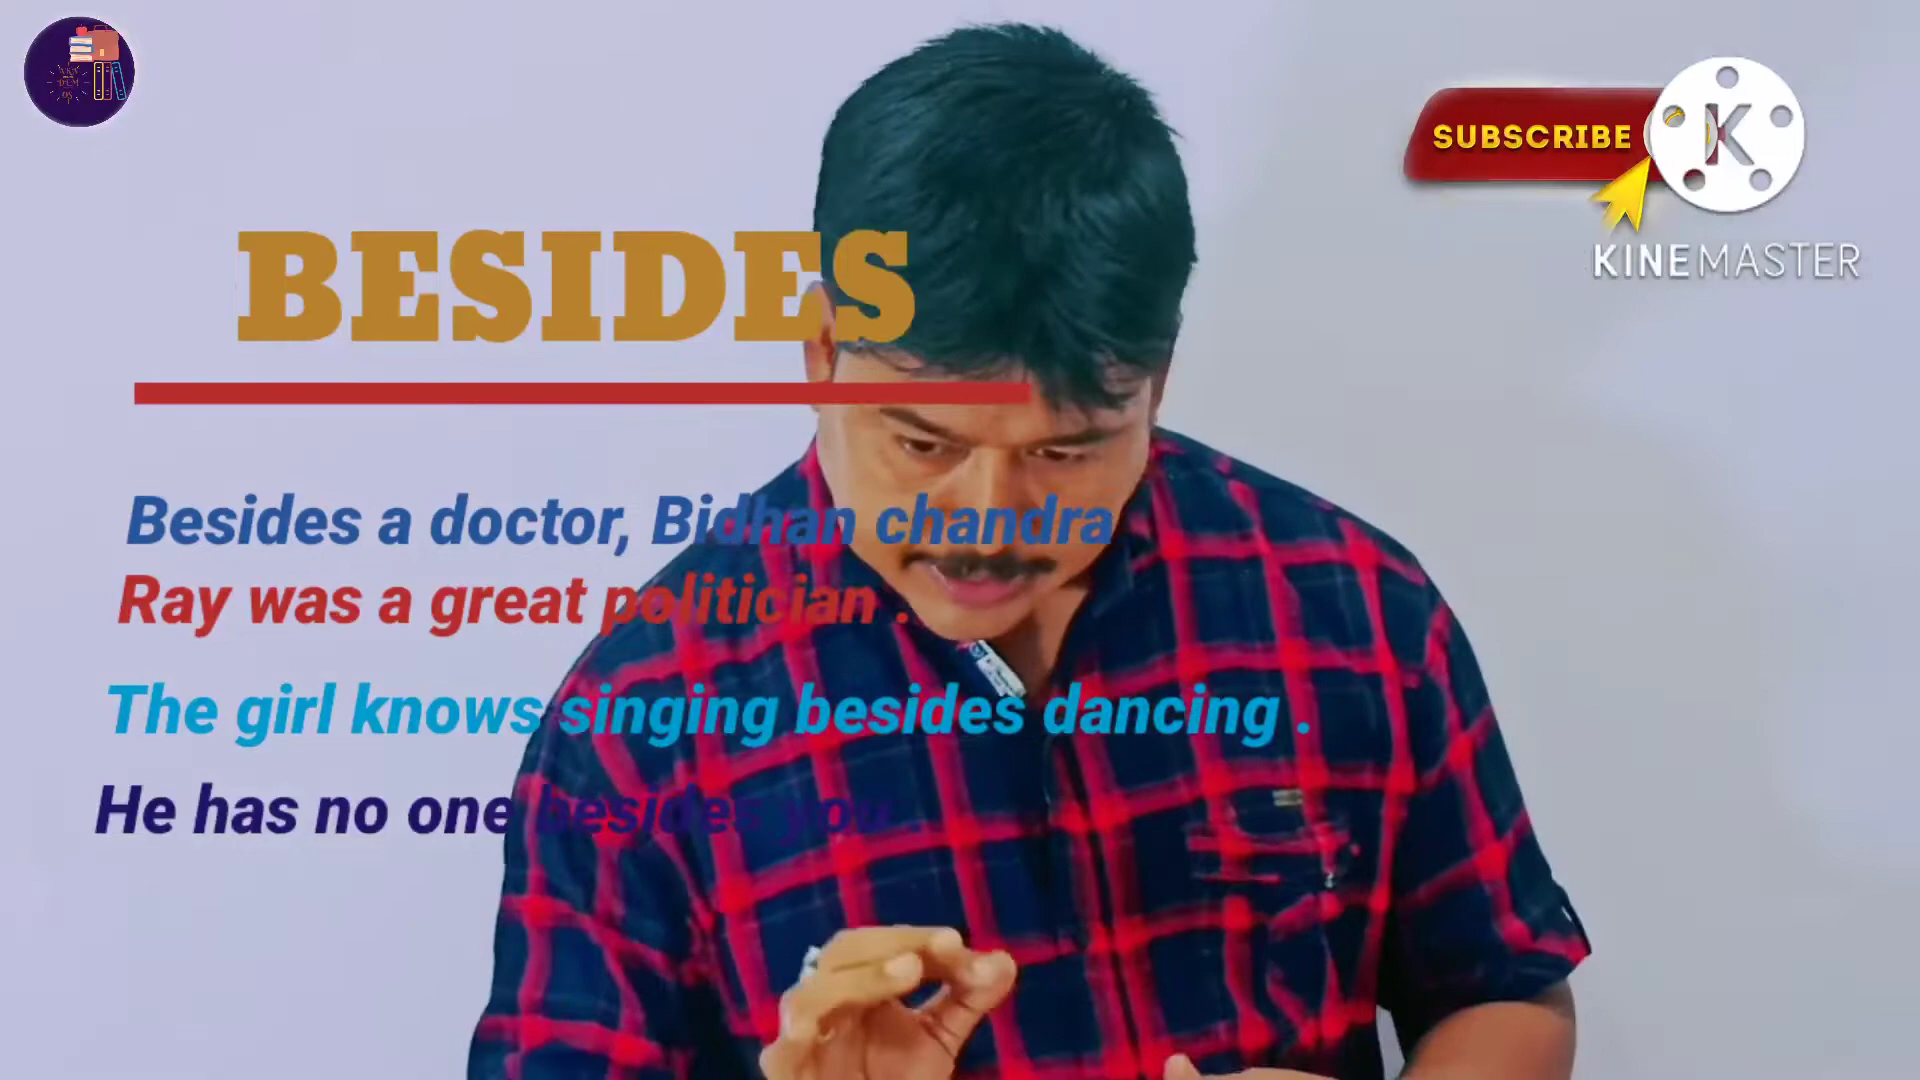 SUBSCRIBE
K
KINEMASTER
BESIDES
Besides a doctor, Bidhan chandra
Ray was a great politician .
The girl knows singing besides dancing .
He has no one besides you .